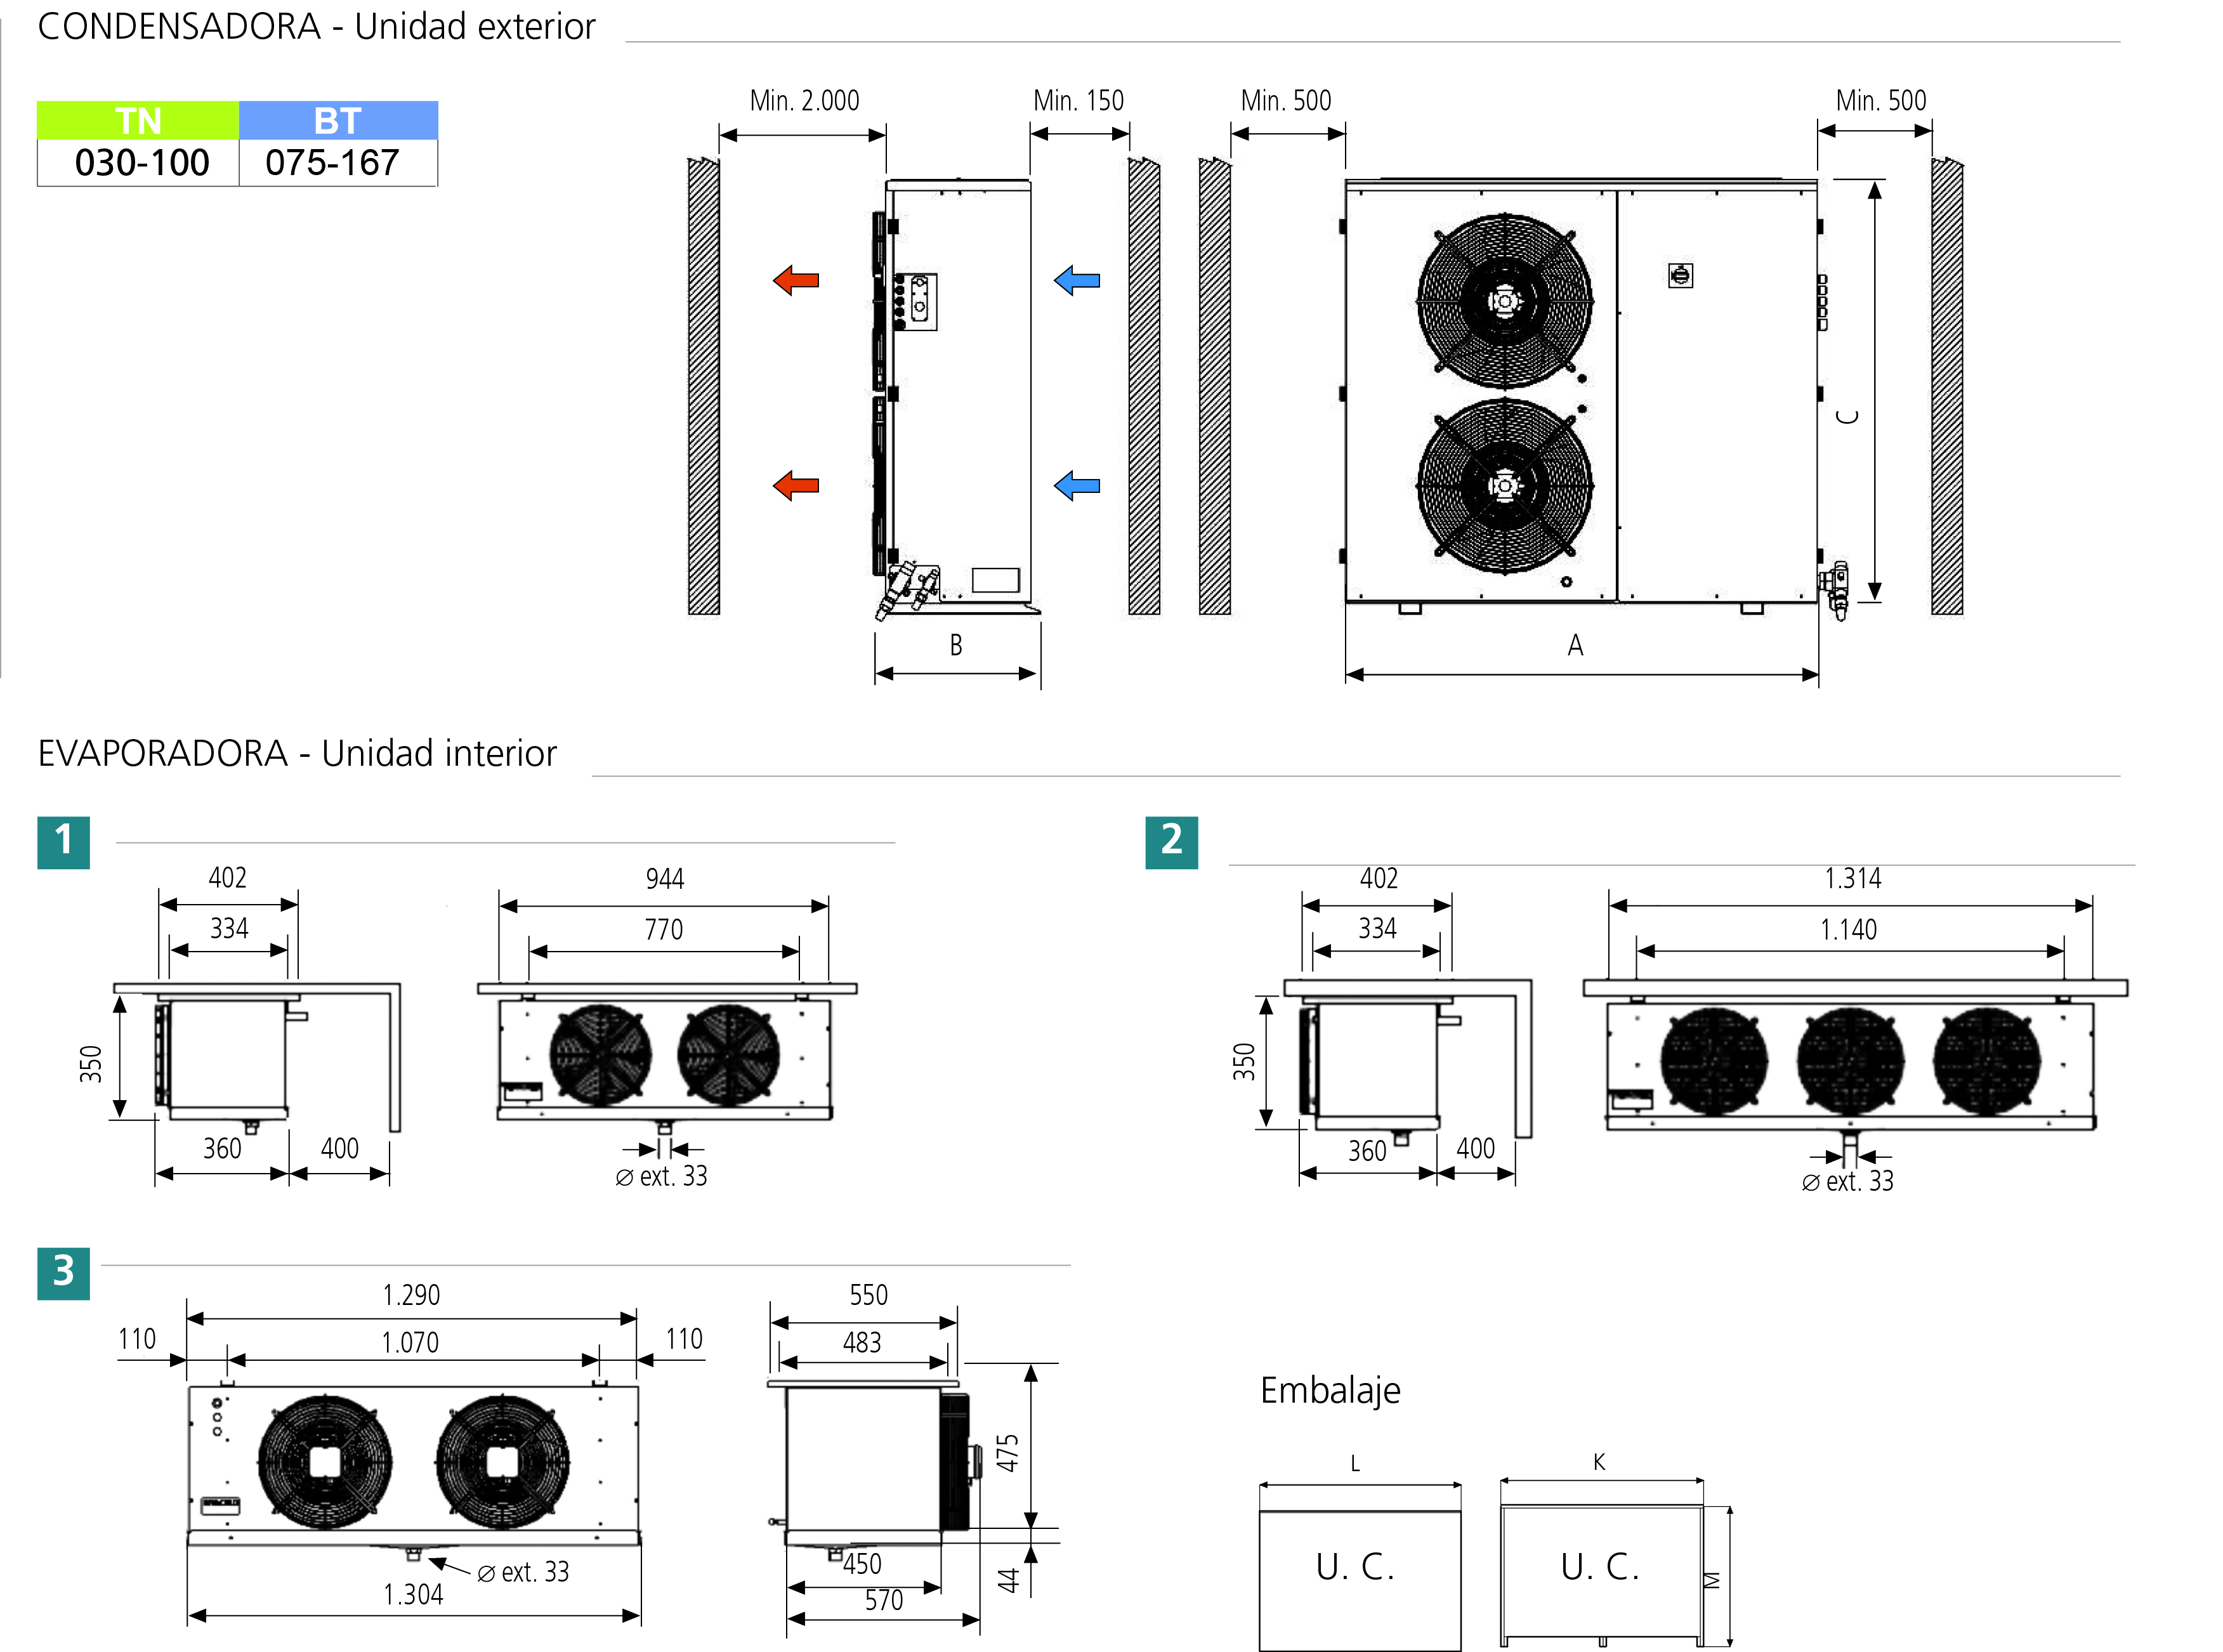 CONDENSADORA - Unidad exterior
TN BT
030-100 075-167
Min. 2.000 Min. 150 Min. 500 Min. 500
C
B A
EVAPORADORA - Unidad interior
1
402 944
334 770
350
360 400
∅ ext. 33
2
402 1.314
334 1.140
350
360 400
∅ ext. 33
3
1.290 550
110 1.070 110 483
475
∅ ext. 33 450 44
1.304 570
Embalaje
L K
U. C. U. C.
M